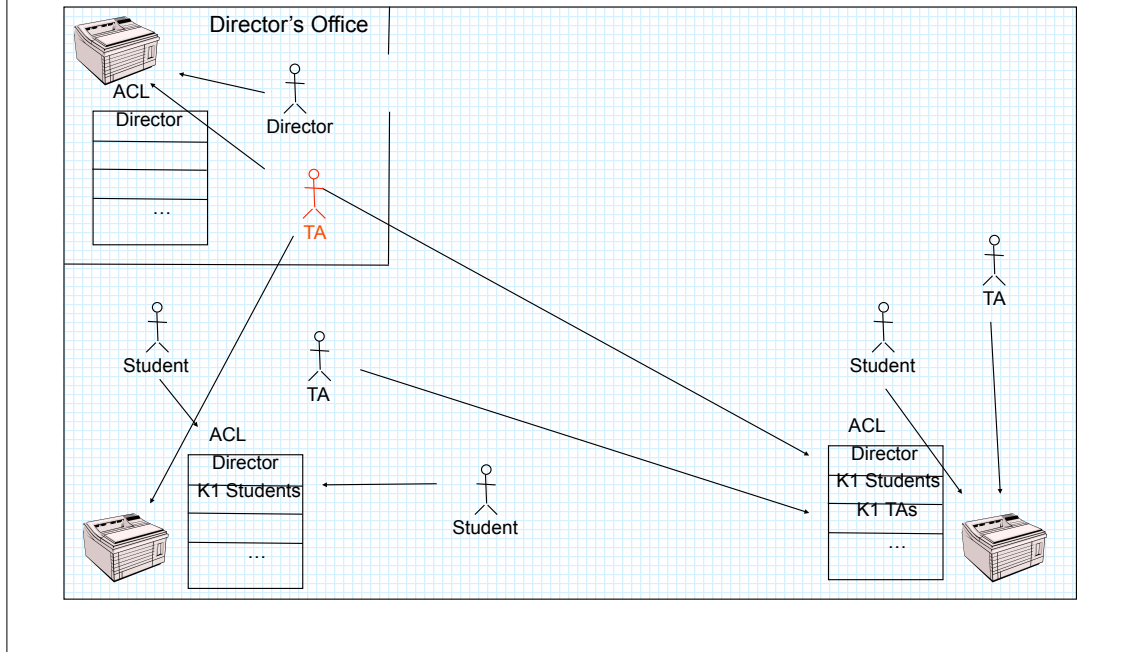 Director's Office
ACL
Director
Director
…
TA
TA
Student
TA
Student
ACL
Director
K1 Students
…
Student
ACL
Director
K1 Students
K1 TAs
…